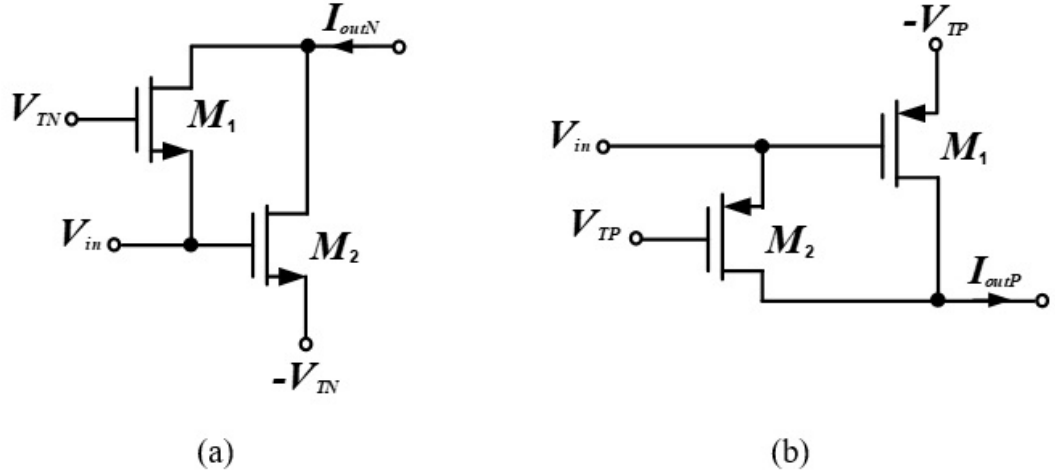 I_outN
V_TN
M_1
V_in
M_2
-V_TN
(a)
-V_TP
V_in
M_1
V_TP
M_2
I_outP
(b)